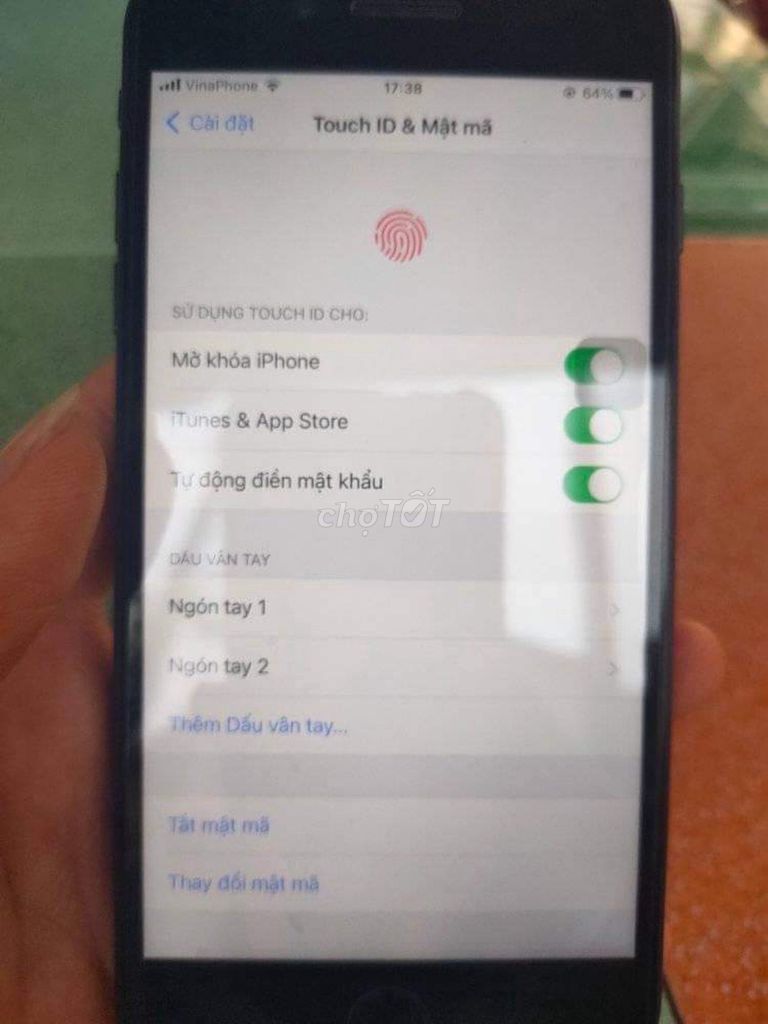 VinaPhone 17:38 64%
Cài đặt Touch ID & Mật mã
SỬ DỤNG TOUCH ID CHO:
Mở khóa iPhone
iTunes & App Store
Tự động điền mật khẩu
chợTỐT
DẤU VÂN TAY
Ngón tay 1
Ngón tay 2
Thêm Dấu vân tay...
Tắt mật mã
Thay đổi mật mã